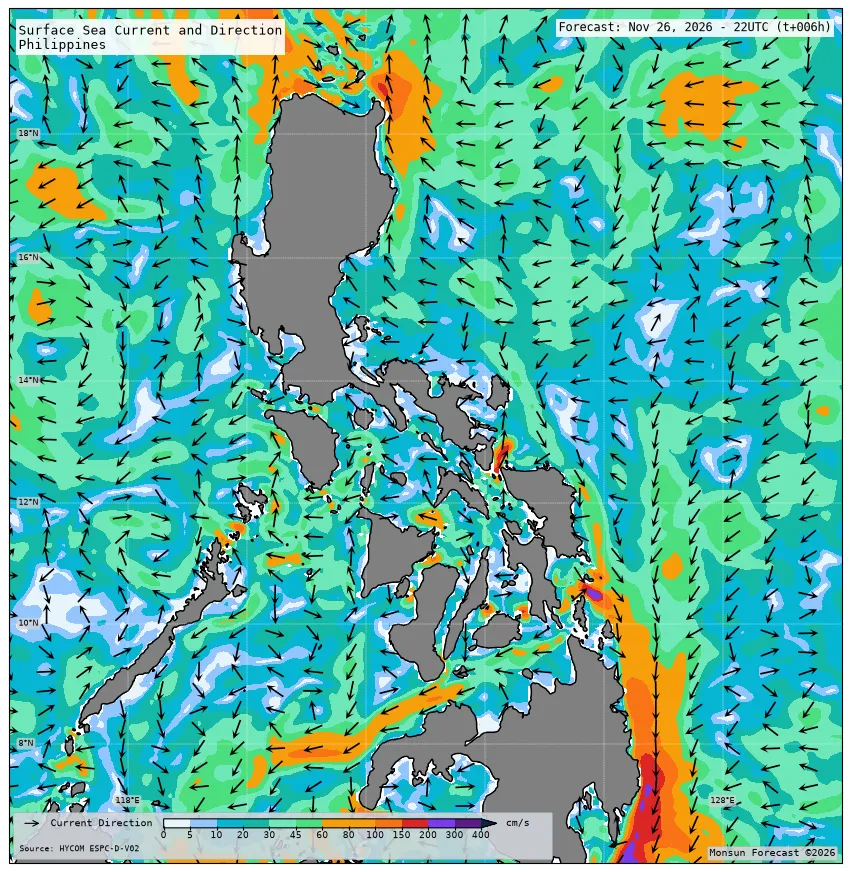 Surface Sea Current and Direction
Philippines
Forecast: Nov 26, 2026 - 22UTC (t+006h)
18°N
16°N
14°N
12°N
10°N
8°N
118°E
128°E
Current Direction
cm/s
0 5 10 20 30 45 60 80 100 150 200 300 400
Source: HYCOM ESPC-D-V02
Monsun Forecast ©2026